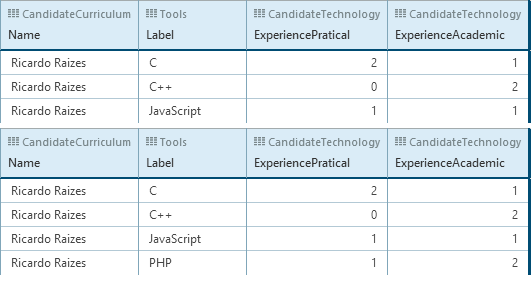 CandidateCurriculum Tools CandidateTechnology CandidateTechnology
Name Label ExperiencePratical ExperienceAcademic
Ricardo Raizes C 2 1
Ricardo Raizes C++ 0 2
Ricardo Raizes JavaScript 1 1
CandidateCurriculum Tools CandidateTechnology CandidateTechnology
Name Label ExperiencePratical ExperienceAcademic
Ricardo Raizes C 2 1
Ricardo Raizes C++ 0 2
Ricardo Raizes JavaScript 1 1
Ricardo Raizes PHP 1 2